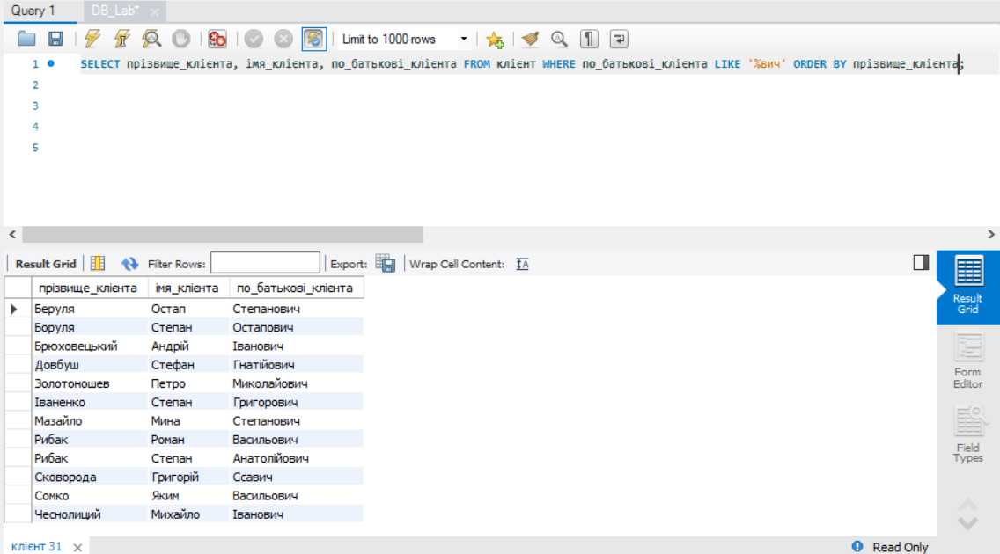 Query 1 DB_Lab*
Limit to 1000 rows
1 SELECT прізвище_клієнта, імя_клієнта, по_батькові_клієнта FROM клієнт WHERE по_батькові_клієнта LIKE '%вич' ORDER BY прізвище_клієнта;
2
3
4
5
Result Grid Filter Rows: Export: Wrap Cell Content:
прізвище_клієнта імя_клієнта по_батькові_клієнта
Беруля Остап Степанович
Боруля Степан Остапович
Брюховецький Андрій Іванович
Довбуш Стефан Гнатійович
Золотоношев Петро Миколайович
Іваненко Степан Григорович
Мазайло Мина Степанович
Рибак Роман Васильович
Рибак Степан Анатолійович
Сковорода Григорій Ссавич
Сомко Яким Васильович
Чеснолиций Михайло Іванович
Result
Grid
Form
Editor
Field
Types
клієнт 31 Read Only